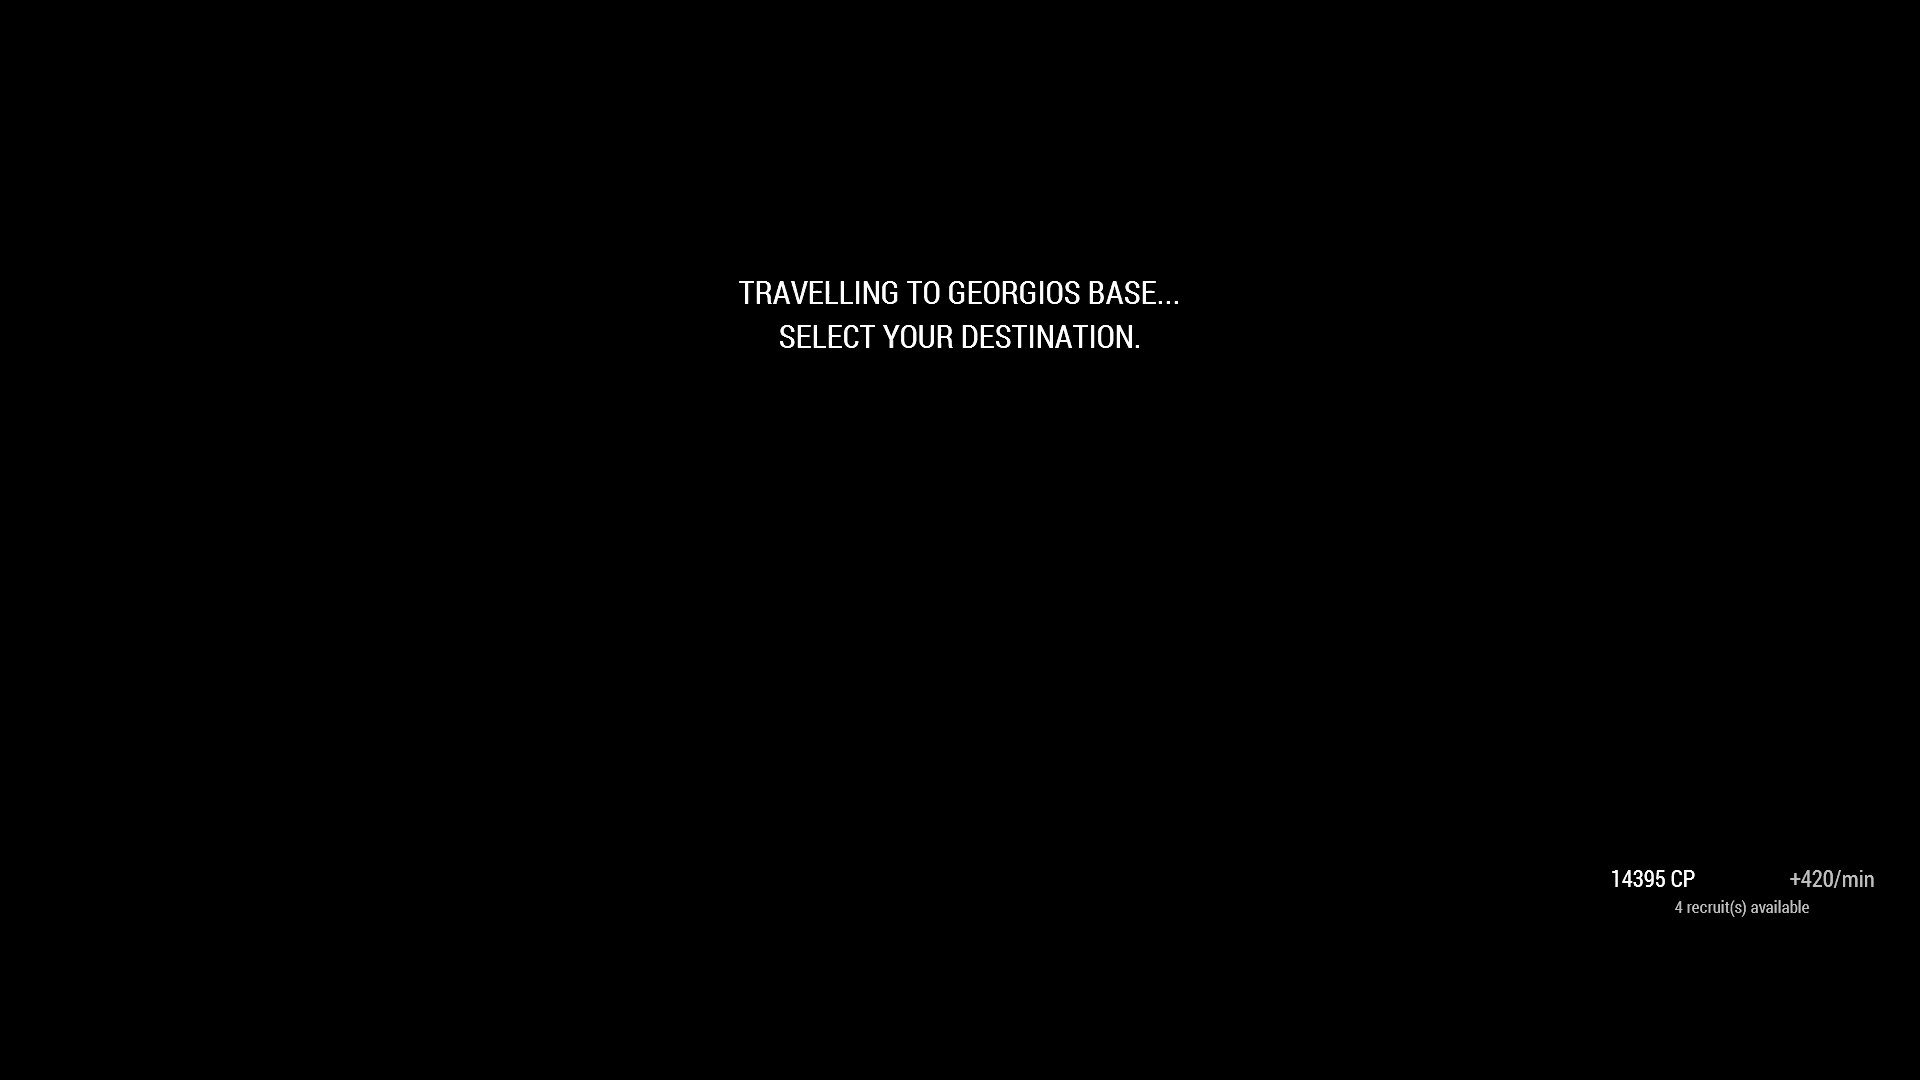 TRAVELLING TO GEORGIOS BASE...
SELECT YOUR DESTINATION.
14395 CP +420/min
4 recruit(s) available